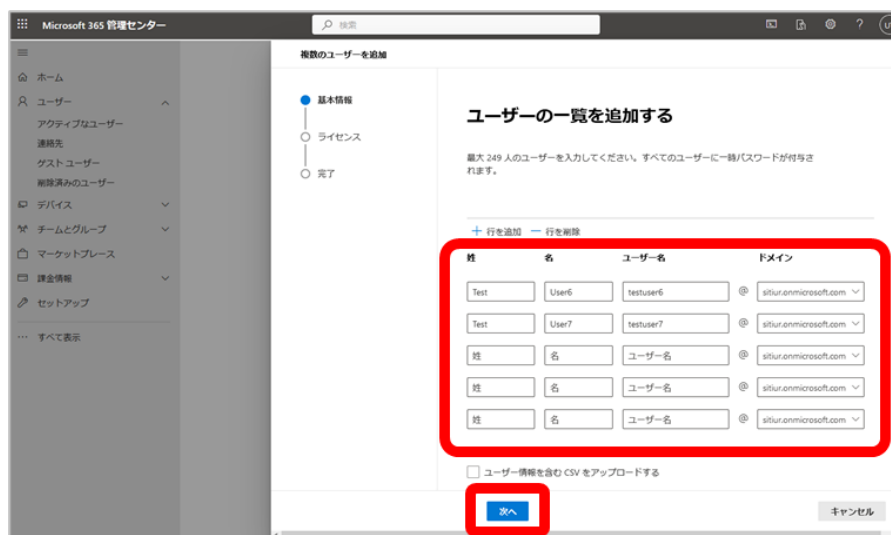 Microsoft 365 管理センター
検索
?
複数のユーザーを追加
ホーム
ユーザー
アクティブなユーザー
連絡先
ゲスト ユーザー
削除済みのユーザー
デバイス
チームとグループ
マーケットプレース
課金情報
セットアップ
··· すべて表示
基本情報
ライセンス
完了
ユーザーの一覧を追加する
最大 249 人のユーザーを入力してください。すべてのユーザーに一時パスワードが付与さ
れます。
+ 行を追加 — 行を削除
姓 名 ユーザー名 ドメイン
Test User6 testuser6 @ sitiur.onmicrosoft.com
Test User7 testuser7 @ sitiur.onmicrosoft.com
姓 名 ユーザー名 @ sitiur.onmicrosoft.com
姓 名 ユーザー名 @ sitiur.onmicrosoft.com
姓 名 ユーザー名 @ sitiur.onmicrosoft.com
ユーザー情報を含む CSV をアップロードする
次へ キャンセル